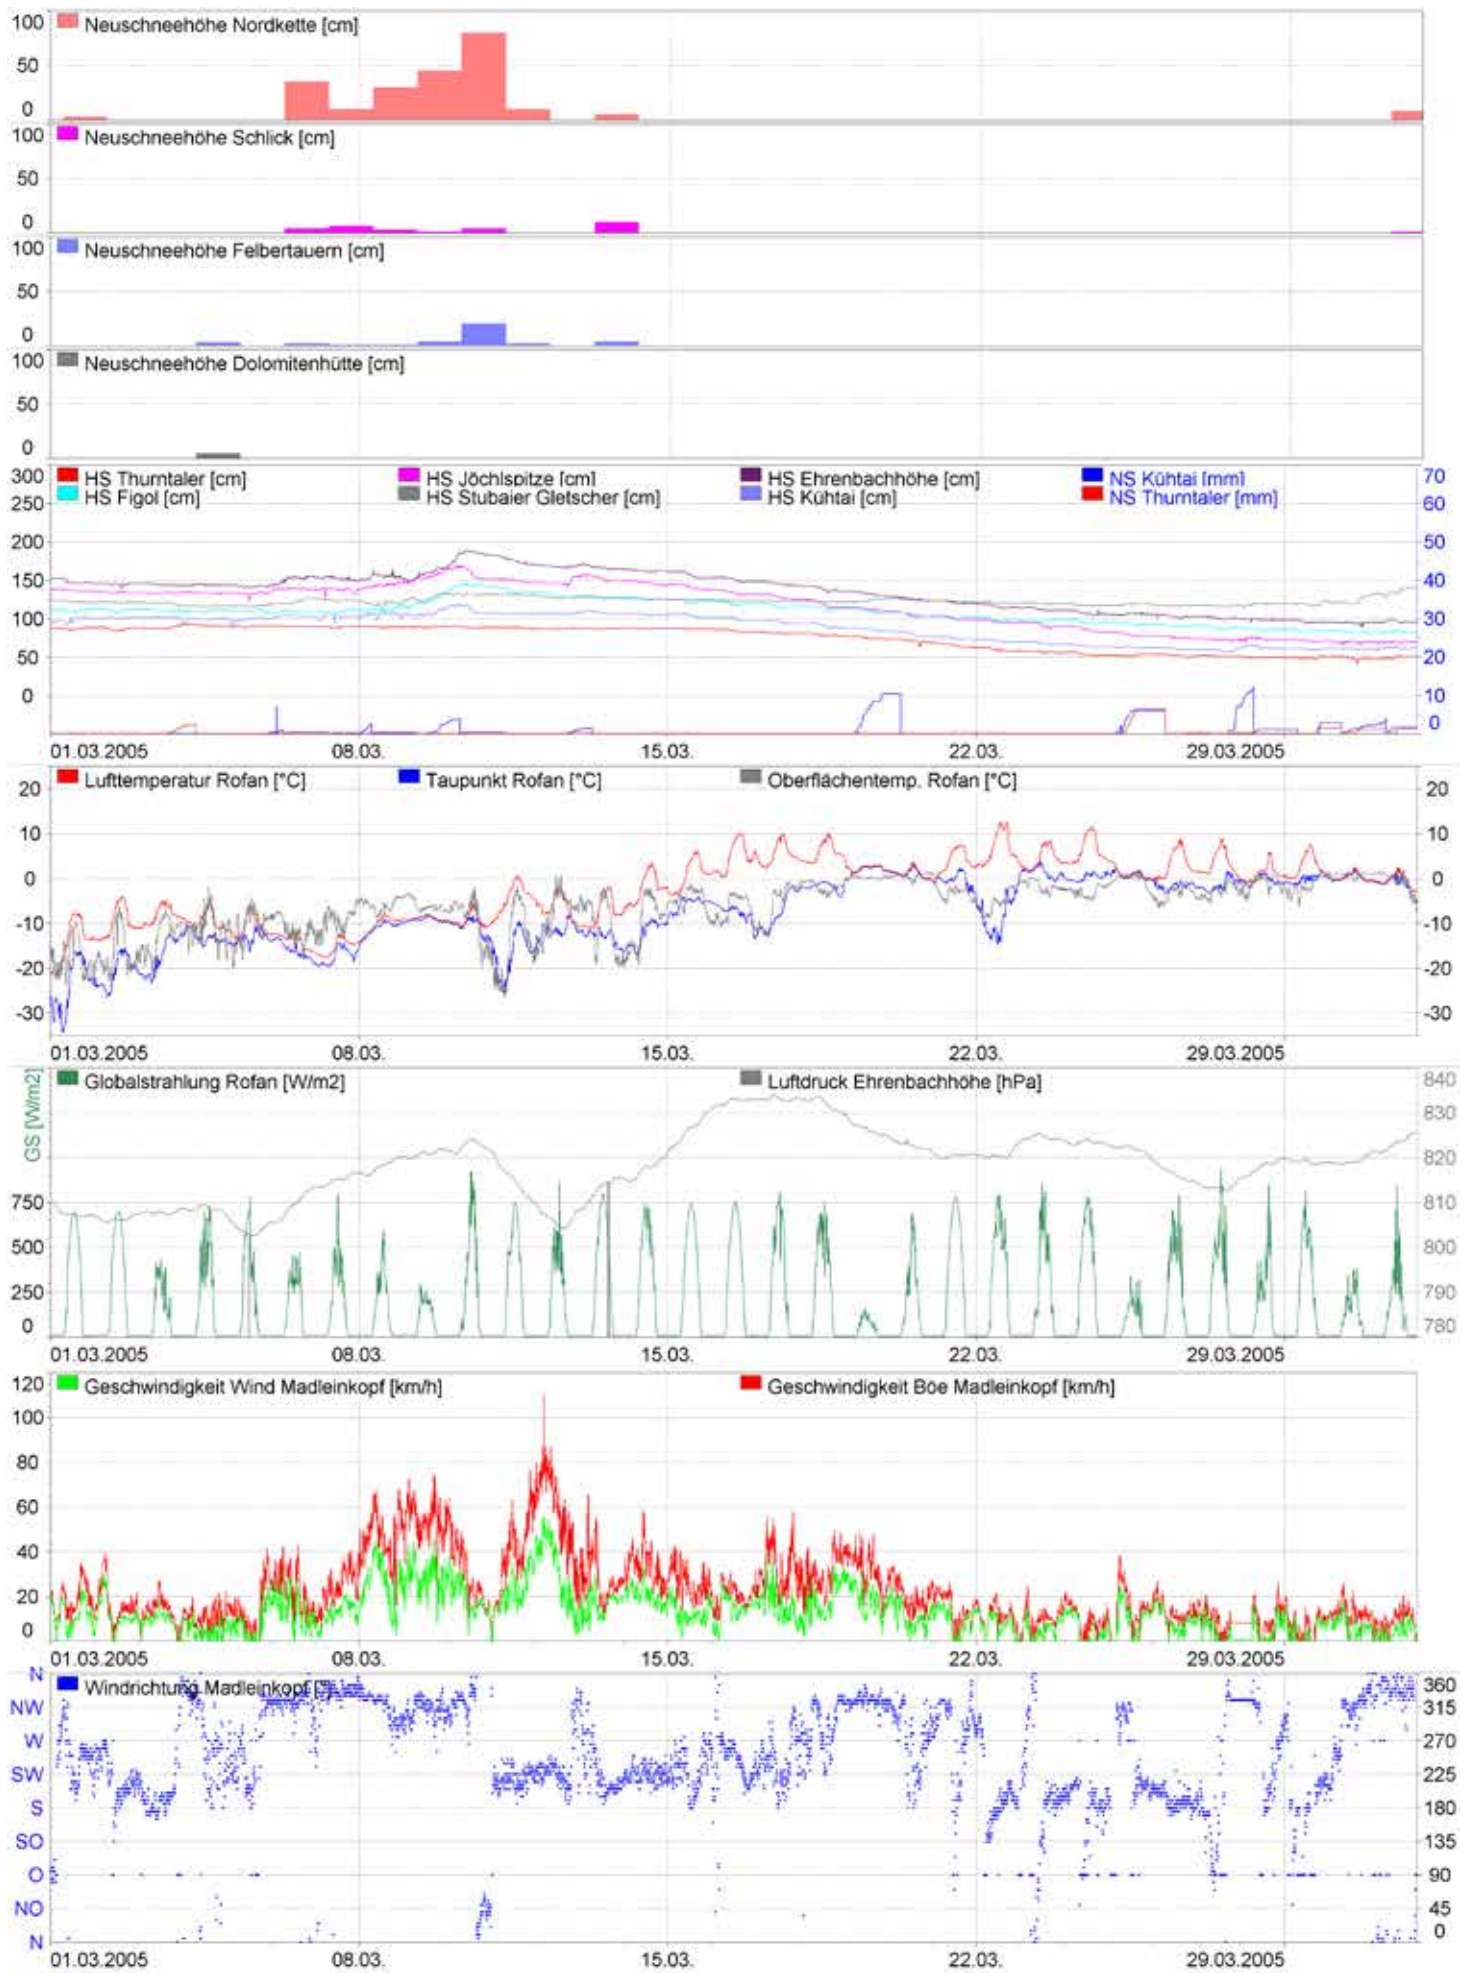 100 Neuschneehöhe Nordkette [cm]
50
0
100 Neuschneehöhe Schlick [cm]
50
0
100 Neuschneehöhe Felbertauern [cm]
50
0
100 Neuschneehöhe Dolomitenhütte [cm]
50
0
300 HS Thurntaler [cm] HS Jöchlspitze [cm] HS Ehrenbachhöhe [cm] NS Kühtai [mm] 70
250 HS Figol [cm] HS Stubaier Gletscher [cm] HS Kühtai [cm] NS Thurntaler [mm] 60
200 50
150 40
100 30
50 20
0 10
0
01.03.2005 08.03. 15.03. 22.03. 29.03.2005
20 Lufttemperatur Rofan [°C] Taupunkt Rofan [°C] Oberflächentemp. Rofan [°C] 20
10 10
0 0
-10 -10
-20 -20
-30 -30
01.03.2005 08.03. 15.03. 22.03. 29.03.2005
GS [W/m2] Globalstrahlung Rofan [W/m2] Luftdruck Ehrenbachhöhe [hPa] 840
830
820
750 810
500 800
250 790
0 780
01.03.2005 08.03. 15.03. 22.03. 29.03.2005
120 Geschwindigkeit Wind Madleinkopf [km/h] Geschwindigkeit Böe Madleinkopf [km/h]
100
80
60
40
20
0
01.03.2005 08.03. 15.03. 22.03. 29.03.2005
N Windrichtung Madleinkopf [°] 360
NW 315
W 270
SW 225
S 180
SO 135
O 90
NO 45
N 0
01.03.2005 08.03. 15.03. 22.03. 29.03.2005